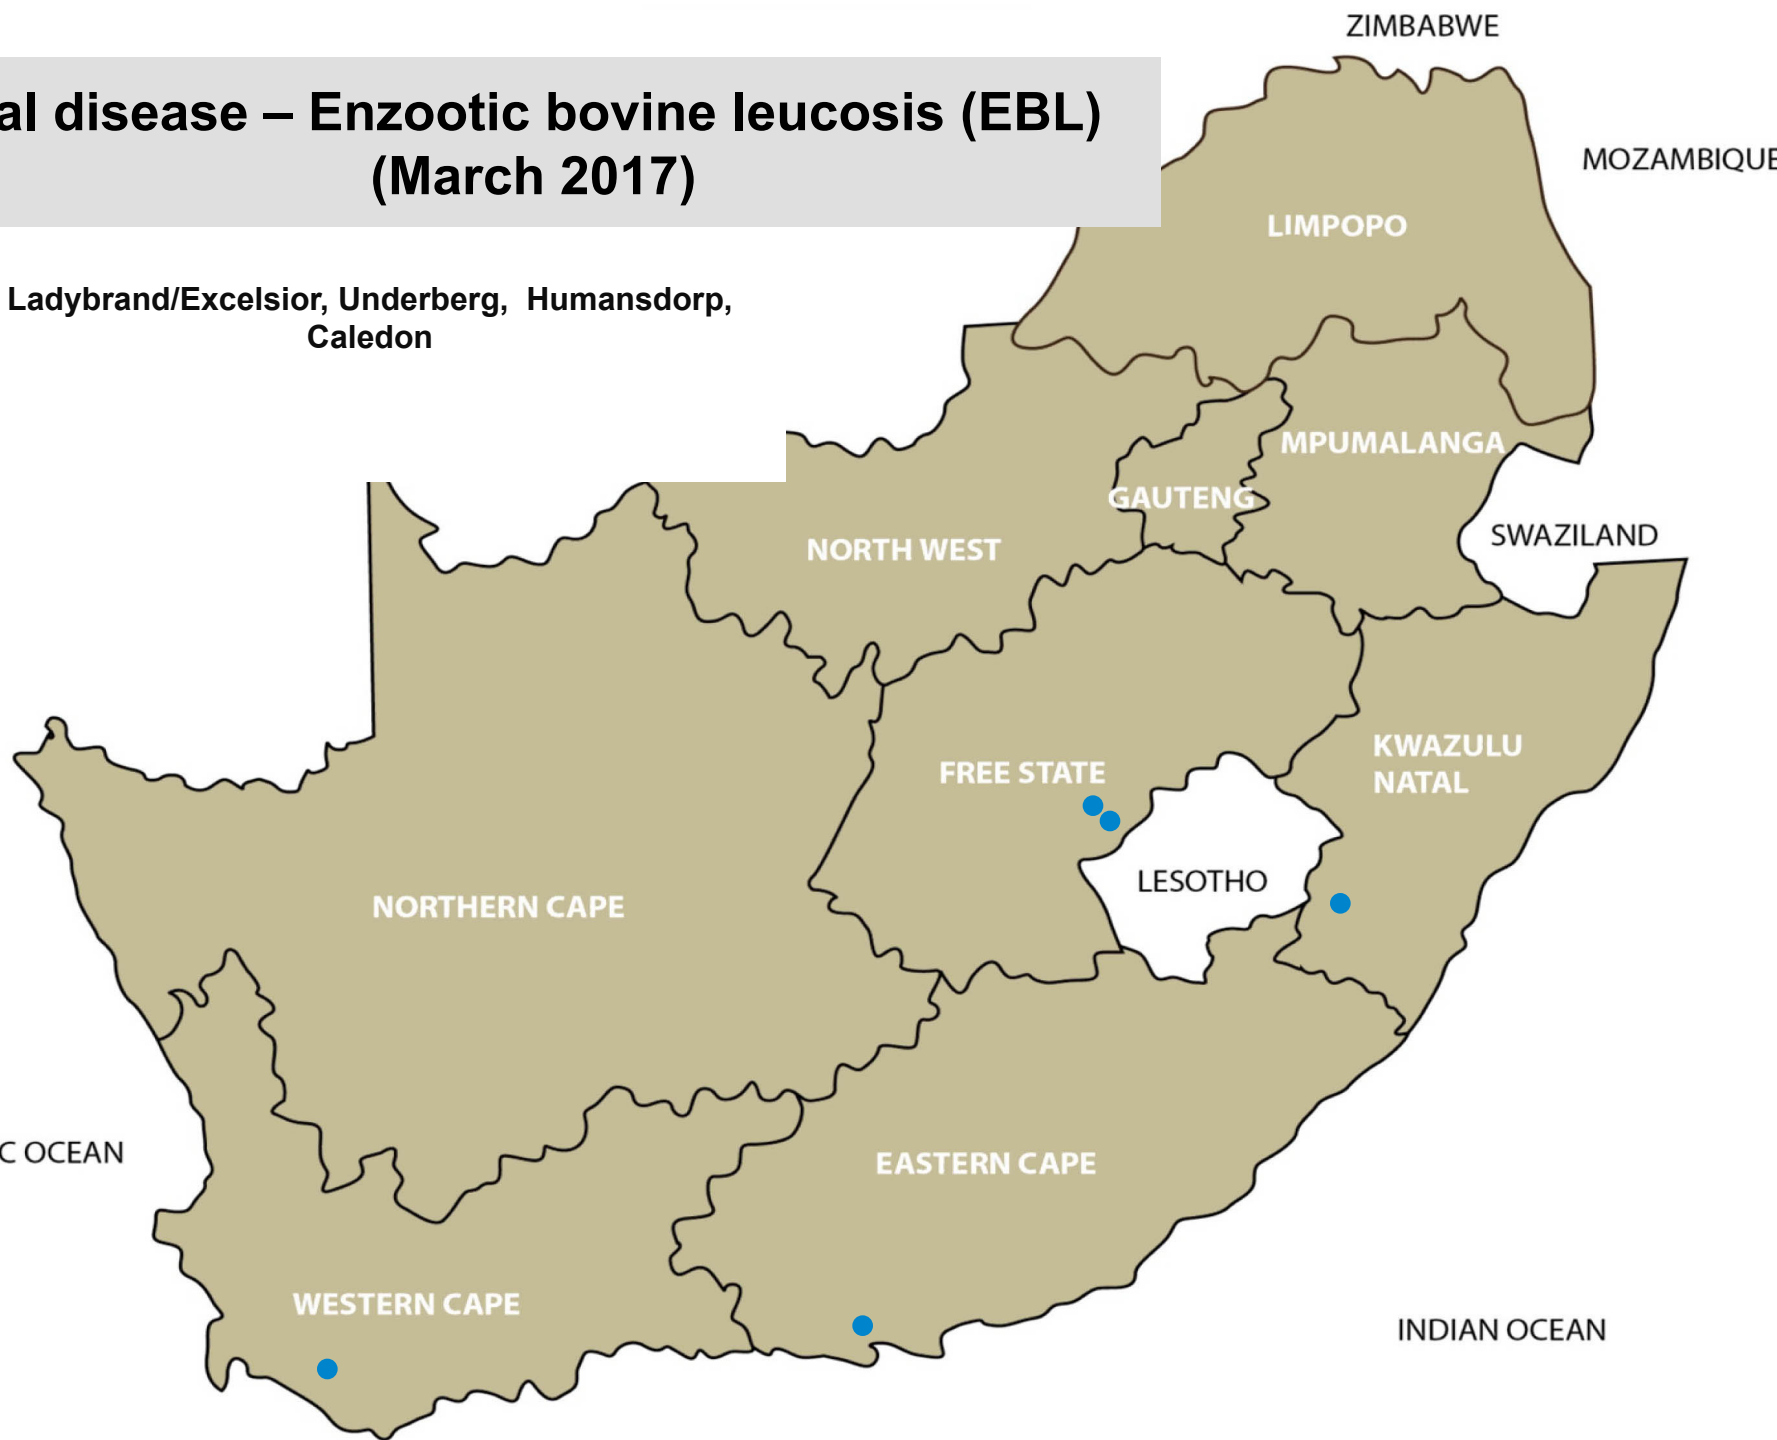 ZIMBABWE
al disease – Enzootic bovine leucosis (EBL)
(March 2017)
MOZAMBIQUE
LIMPOPO
Ladybrand/Excelsior, Underberg,  Humansdorp,
Caledon
MPUMALANGA
GAUTENG
NORTH WEST
SWAZILAND
KWAZULU
NATAL
FREE STATE
LESOTHO
NORTHERN CAPE
C OCEAN
EASTERN CAPE
WESTERN CAPE
INDIAN OCEAN